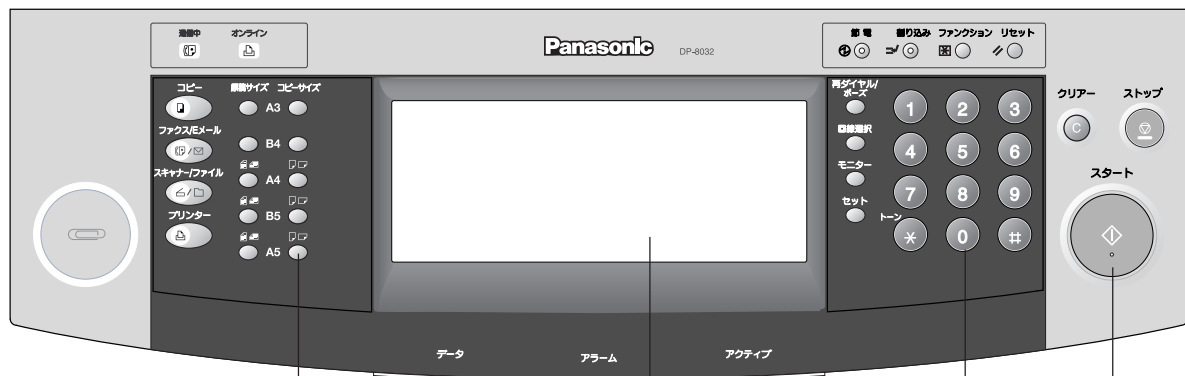 通信中 オンライン
Panasonic DP-8032
節電 割り込み ファンクション リセット
コピー 原稿サイズ コピーサイズ
A3
ファクス/Eメール
B4
スキャナー/ファイル
A4
プリンター
B5
A5
再ダイヤル/
ポーズ
回線選択
モニター
セット
トーン
1 2 3
4 5 6
7 8 9
* 0 #
クリアー ストップ
C
スタート
データ アラーム アクティブ